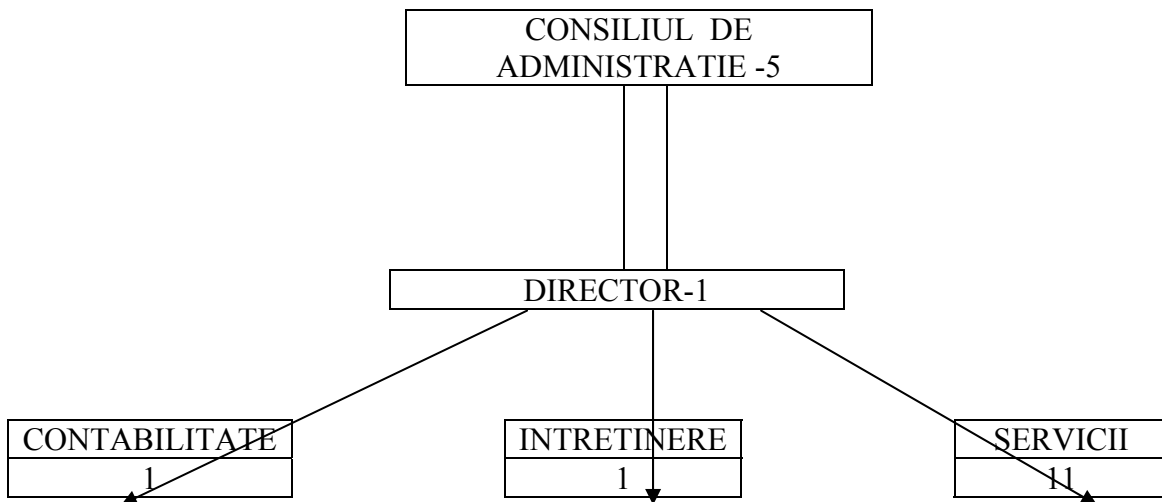 CONSILIUL DE
ADMINISTRATIE -5
DIRECTOR-1
CONTABILITATE
1
INTRETINERE
1
SERVICII
11